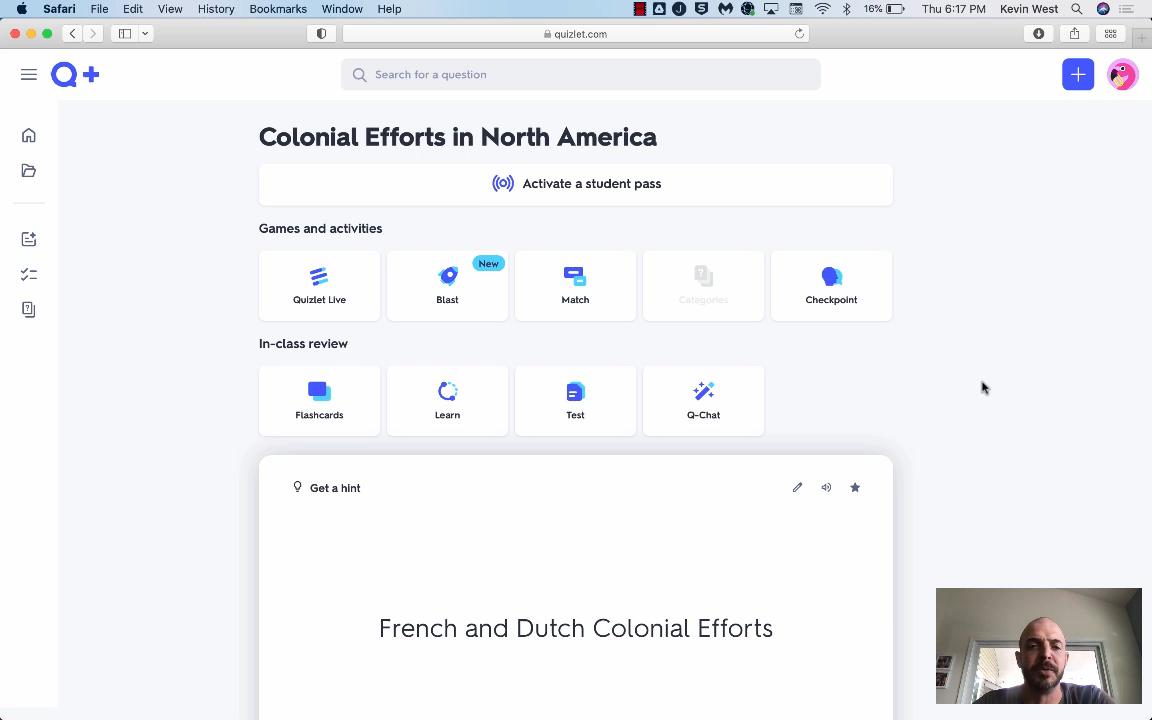 Safari File Edit View History Bookmarks Window Help 16% Thu 6:17 PM Kevin West
quizlet.com
Q+ Search for a question
Colonial Efforts in North America
Activate a student pass
Games and activities
New
Quizlet Live Blast Match Categories Checkpoint
In-class review
Flashcards Learn Test Q-Chat
Get a hint
French and Dutch Colonial Efforts